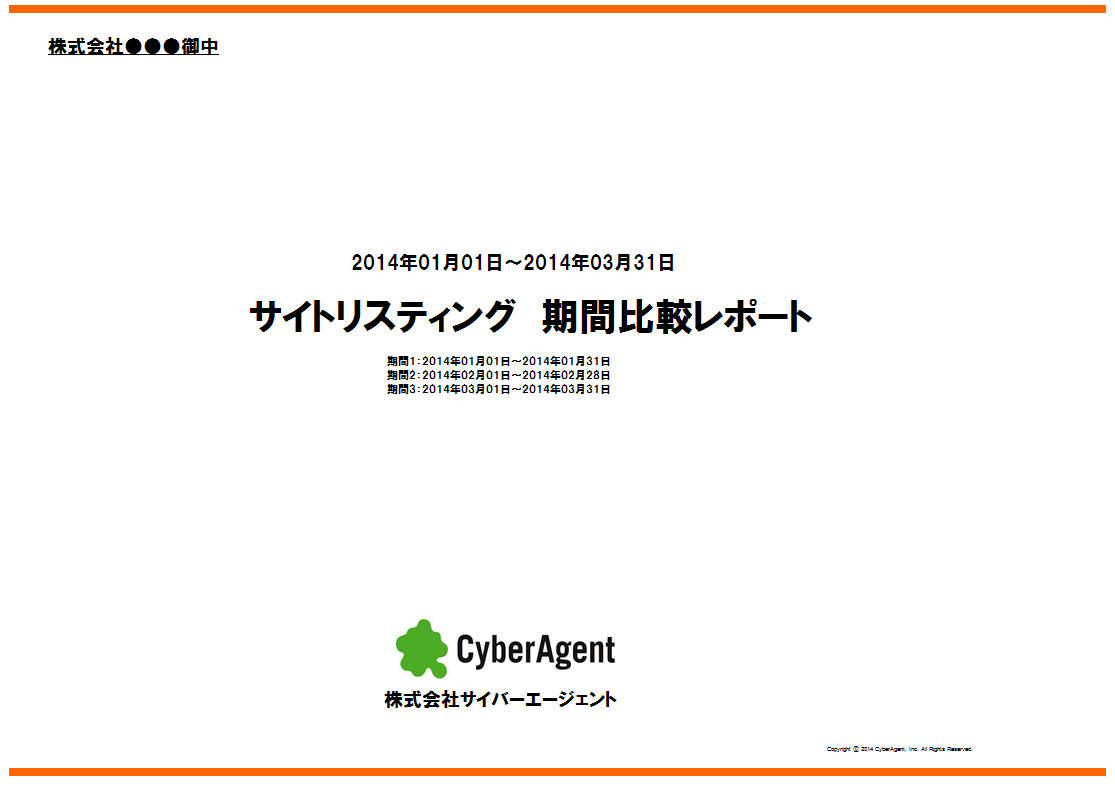 株式会社●●●御中
2014年01月01日～2014年03月31日
サイトリスティング　期間比較レポート
期間1:2014年01月01日～2014年01月31日
期間2:2014年02月01日～2014年02月28日
期間3:2014年03月01日～2014年03月31日
CyberAgent
株式会社サイバーエージェント
Copyright © 2014 CyberAgent, Inc. All Rights Reserved.